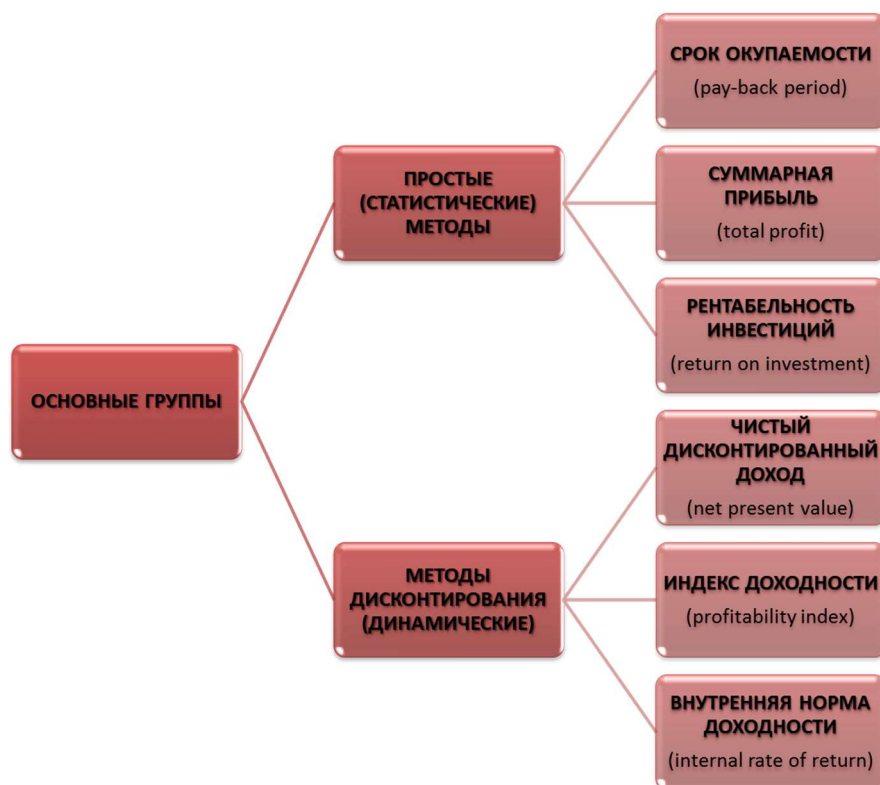 ОСНОВНЫЕ ГРУППЫ
ПРОСТЫЕ
(СТАТИСТИЧЕСКИЕ)
МЕТОДЫ
СРОК ОКУПАЕМОСТИ
(pay-back period)
СУММАРНАЯ
ПРИБЫЛЬ
(total profit)
РЕНТАБЕЛЬНОСТЬ
ИНВЕСТИЦИЙ
(return on investment)
МЕТОДЫ
ДИСКОНТИРОВАНИЯ
(ДИНАМИЧЕСКИЕ)
ЧИСТЫЙ
ДИСКОНТИРОВАННЫЙ
ДОХОД
(net present value)
ИНДЕКС ДОХОДНОСТИ
(profitability index)
ВНУТРЕННЯЯ НОРМА
ДОХОДНОСТИ
(internal rate of return)